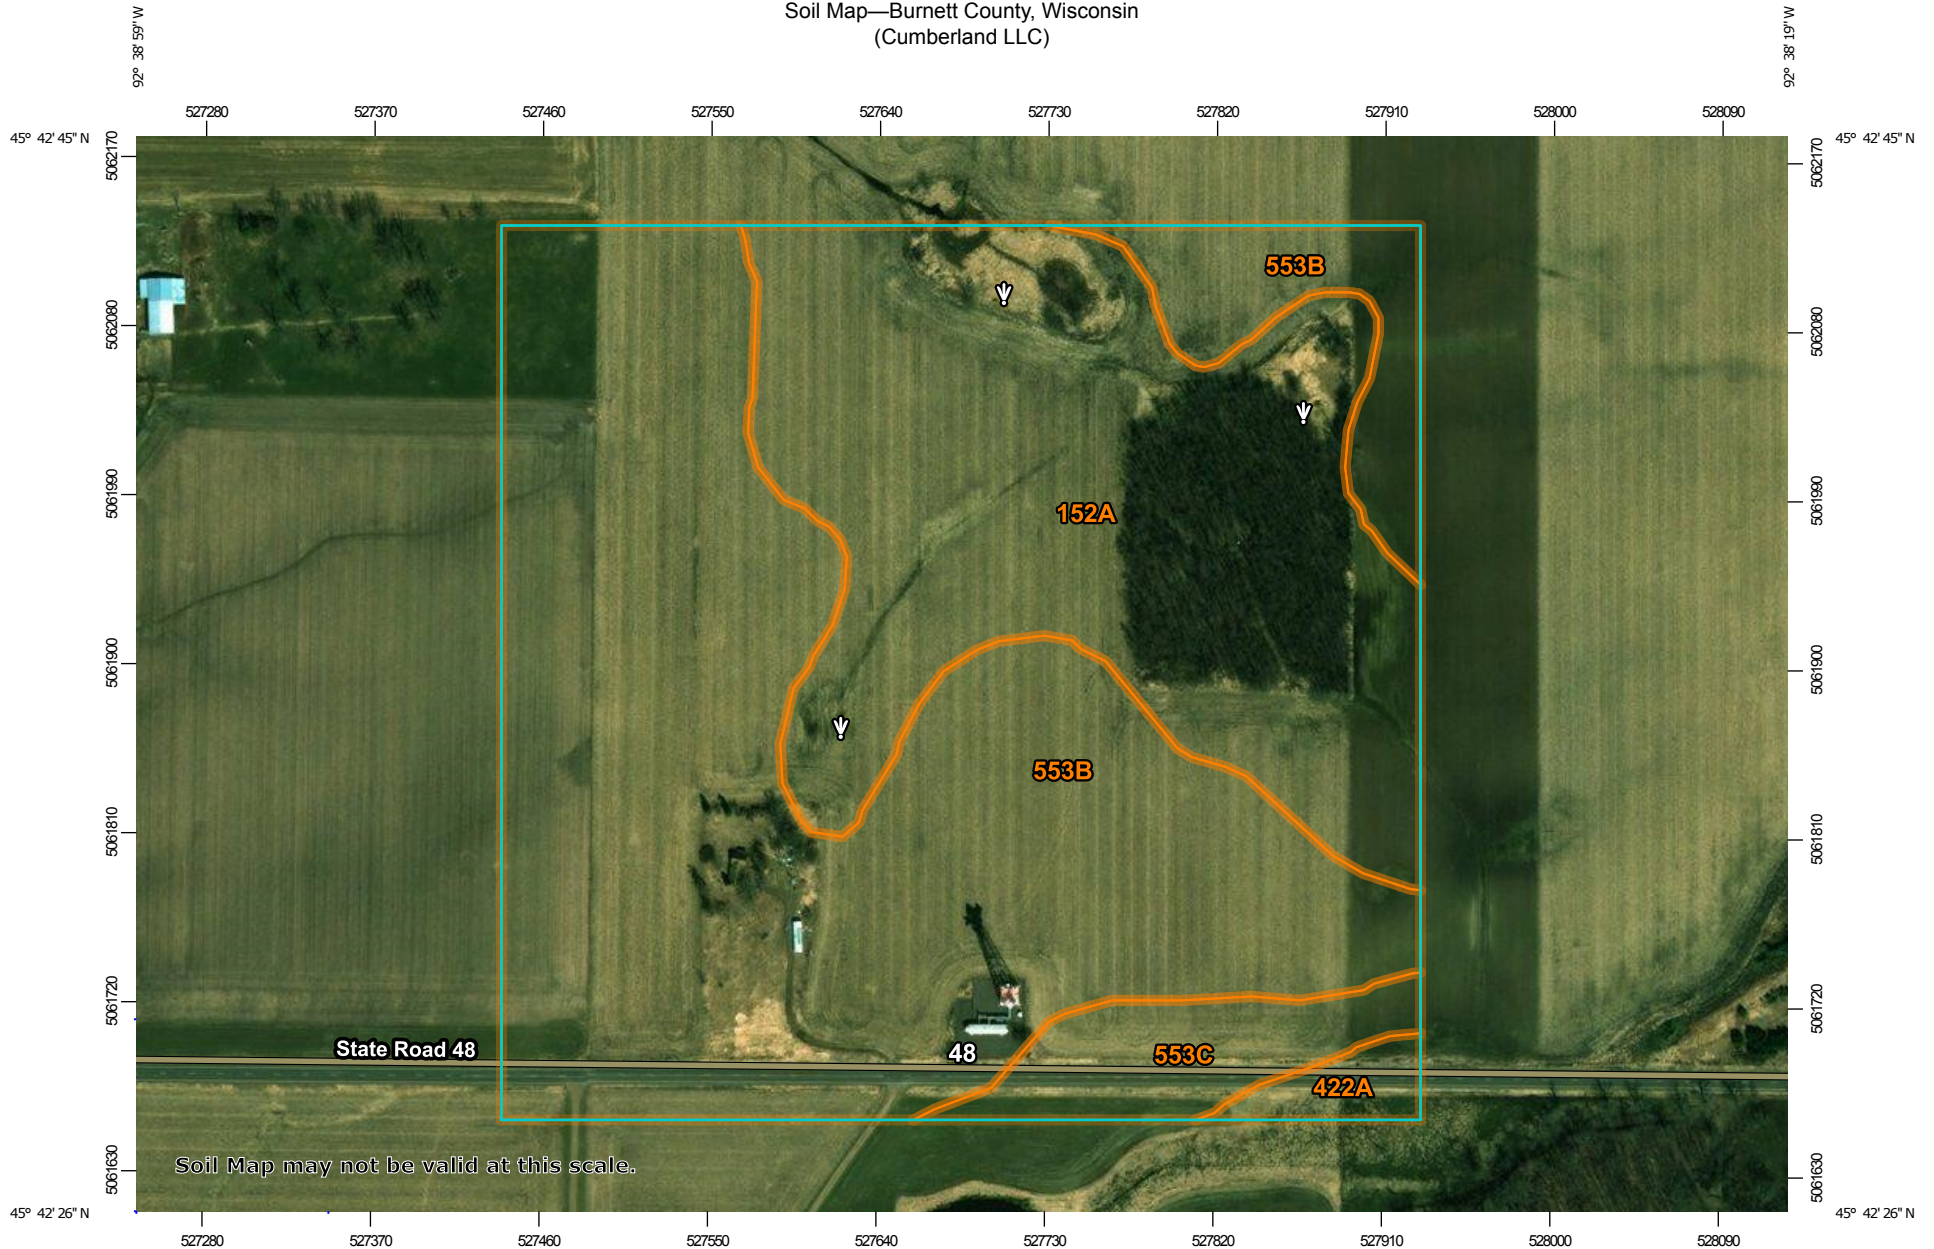 Soil Map—Burnett County, Wisconsin
(Cumberland LLC)
92° 38' 59'' W
92° 38' 19'' W
527280 527370 527460 527550 527640 527730 527820 527910 528000 528090
45° 42' 45'' N
45° 42' 45'' N
5062170
5062170
553B
5062080
5062080
5061990
5061990
152A
5061900
5061900
553B
5061810
5061810
5061720
5061720
State Road 48
48
553C
422A
Soil Map may not be valid at this scale.
5061630
5061630
45° 42' 26'' N
45° 42' 26'' N
527280 527370 527460 527550 527640 527730 527820 527910 528000 528090